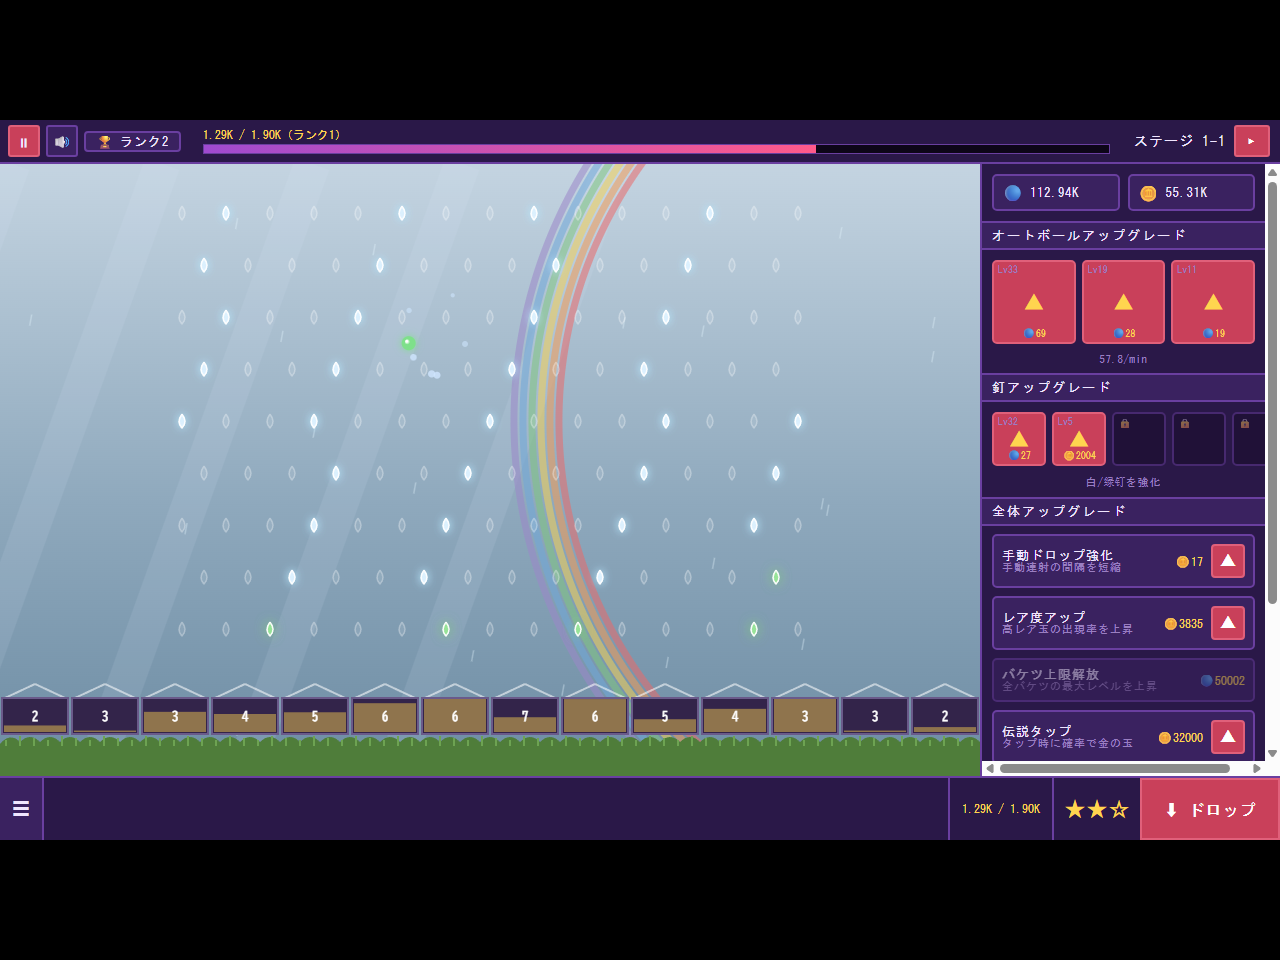 ランク2
1.29K / 1.90K (ランク1)
ステージ 1-1
112.94K
55.31K
オートボールアップグレード
Lv33
Lv19
Lv11
69
28
19
57.8/min
釘アップグレード
Lv32
Lv5
27
2004
白/緑釘を強化
全体アップグレード
手動ドロップ強化
手動連射の間隔を短縮
17
レア度アップ
高レア玉の出現率を上昇
3835
バケツ上限解放
全バケツの最大レベルを上昇
50002
伝説タップ
タップ時に確率で金の玉
32000
2 3 3 4 5 6 6 7 6 5 4 3 3 2
1.29K / 1.90K
★★☆
ドロップ